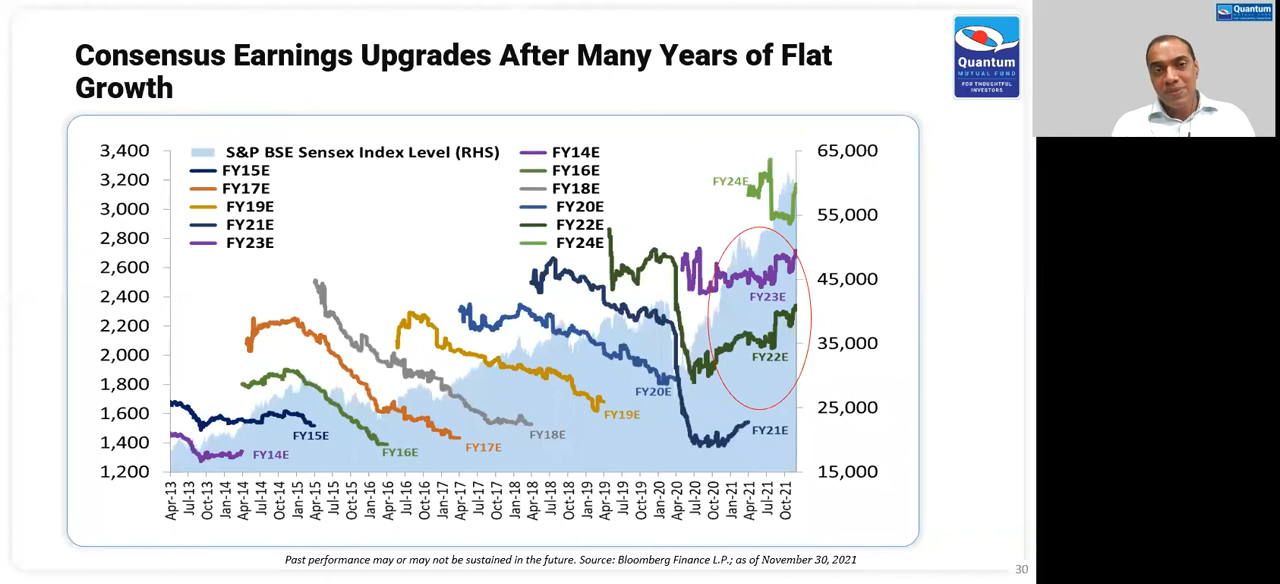 Consensus Earnings Upgrades After Many Years of Flat
Growth
Quantum
MUTUAL FUND
FOR THOUGHTFUL
INVESTORS
Quantum
MUTUAL FUND
S&P BSE Sensex Index Level (RHS)
FY14E
FY15E
FY16E
FY17E
FY18E
FY19E
FY20E
FY21E
FY22E
FY23E
FY24E
3,400
3,200
3,000
2,800
2,600
2,400
2,200
2,000
1,800
1,600
1,400
1,200
65,000
55,000
45,000
35,000
25,000
15,000
FY24E
FY23E
FY22E
FY21E
FY20E
FY19E
FY18E
FY17E
FY16E
FY15E
FY14E
Apr-13
Jul-13
Oct-13
Jan-14
Apr-14
Jul-14
Oct-14
Jan-15
Apr-15
Jul-15
Oct-15
Jan-16
Apr-16
Jul-16
Oct-16
Jan-17
Apr-17
Jul-17
Oct-17
Jan-18
Apr-18
Jul-18
Oct-18
Jan-19
Apr-19
Jul-19
Oct-19
Jan-20
Apr-20
Jul-20
Oct-20
Jan-21
Apr-21
Jul-21
Oct-21
Past performance may or may not be sustained in the future. Source: Bloomberg Finance L.P.; as of November 30, 2021
30